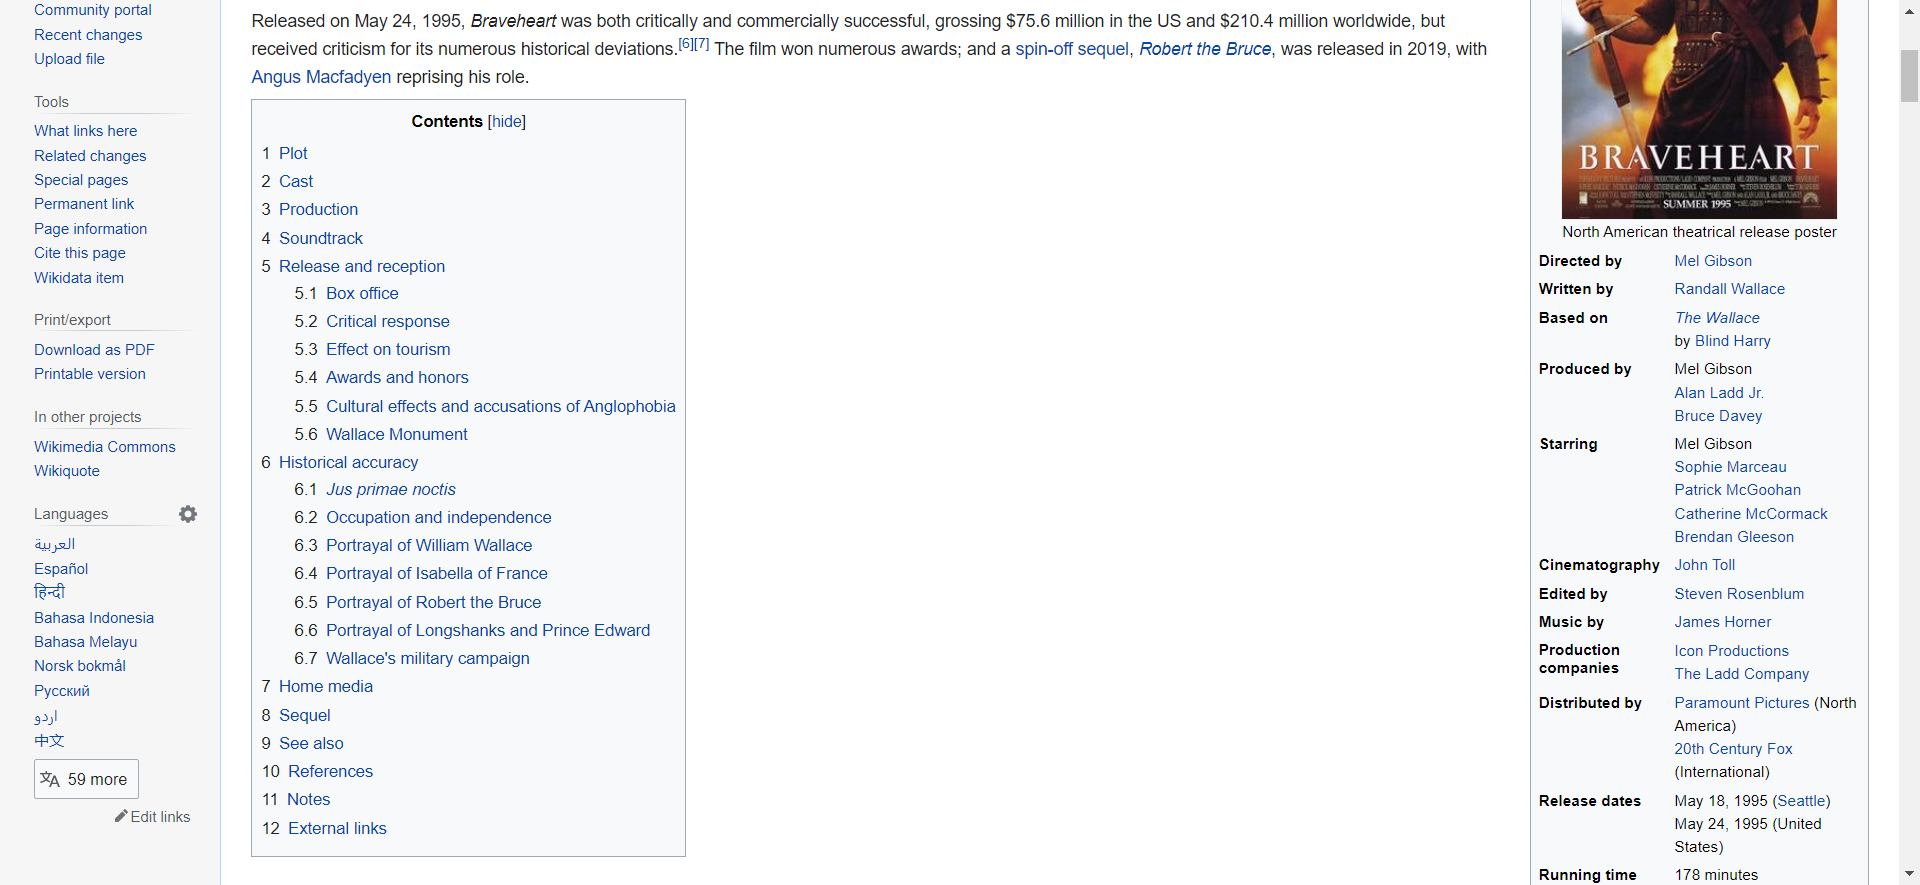 Community portal
Recent changes
Upload file
Tools
What links here
Related changes
Special pages
Permanent link
Page information
Cite this page
Wikidata item
Print/export
Download as PDF
Printable version
In other projects
Wikimedia Commons
Wikiquote
Languages
العربية
Español
हिन्दी
Bahasa Indonesia
Bahasa Melayu
Norsk bokmål
Русский
اردو
中文
59 more
Edit links
Released on May 24, 1995, Braveheart was both critically and commercially successful, grossing $75.6 million in the US and $210.4 million worldwide, but
received criticism for its numerous historical deviations.[6][7] The film won numerous awards; and a spin-off sequel, Robert the Bruce, was released in 2019, with
Angus Macfadyen reprising his role.
Contents [hide]
1 Plot
2 Cast
3 Production
4 Soundtrack
5 Release and reception
5.1 Box office
5.2 Critical response
5.3 Effect on tourism
5.4 Awards and honors
5.5 Cultural effects and accusations of Anglophobia
5.6 Wallace Monument
6 Historical accuracy
6.1 Jus primae noctis
6.2 Occupation and independence
6.3 Portrayal of William Wallace
6.4 Portrayal of Isabella of France
6.5 Portrayal of Robert the Bruce
6.6 Portrayal of Longshanks and Prince Edward
6.7 Wallace's military campaign
7 Home media
8 Sequel
9 See also
10 References
11 Notes
12 External links
BRAVEHEART
SUMMER 1995
North American theatrical release poster
Directed by Mel Gibson
Written by Randall Wallace
Based on The Wallace
by Blind Harry
Produced by Mel Gibson
Alan Ladd Jr.
Bruce Davey
Starring Mel Gibson
Sophie Marceau
Patrick McGoohan
Catherine McCormack
Brendan Gleeson
Cinematography John Toll
Edited by Steven Rosenblum
Music by James Horner
Production companies Icon Productions
The Ladd Company
Distributed by Paramount Pictures (North
America)
20th Century Fox
(International)
Release dates May 18, 1995 (Seattle)
May 24, 1995 (United
States)
Running time 178 minutes